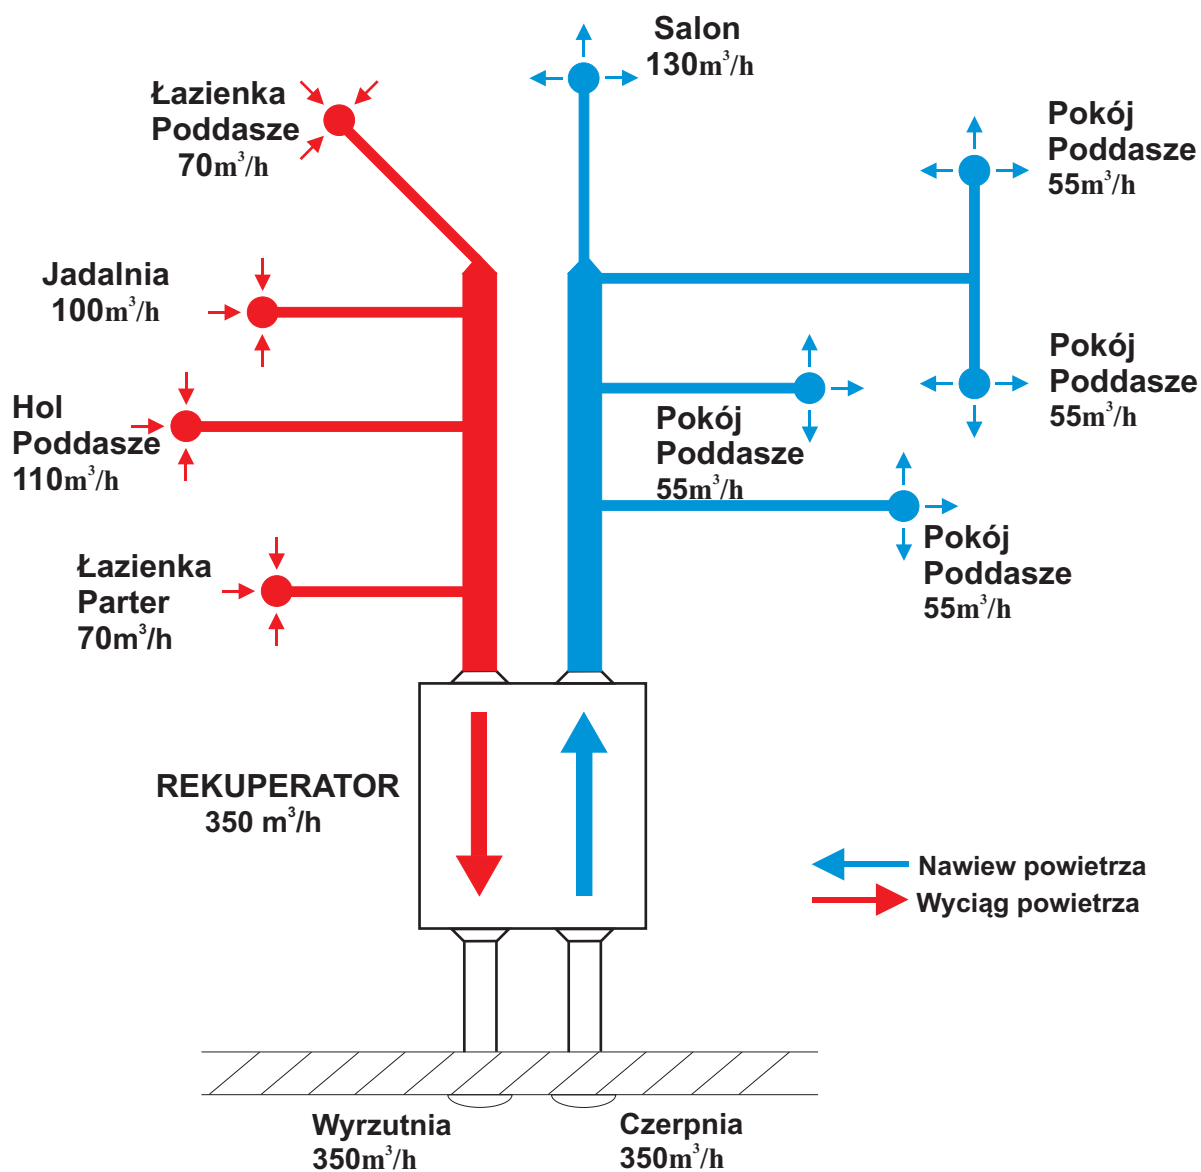 Salon
130m³/h
Łazienka
Poddasze
70m³/h
Pokój
Poddasze
55m³/h
Jadalnia
100m³/h
Pokój
Poddasze
55m³/h
Hol
Poddasze
110m³/h
Pokój
Poddasze
55m³/h
Pokój
Poddasze
55m³/h
Łazienka
Parter
70m³/h
REKUPERATOR
350 m³/h
Nawiew powietrza
Wyciąg powietrza
Wyrzutnia
350m³/h
Czerpnia
350m³/h